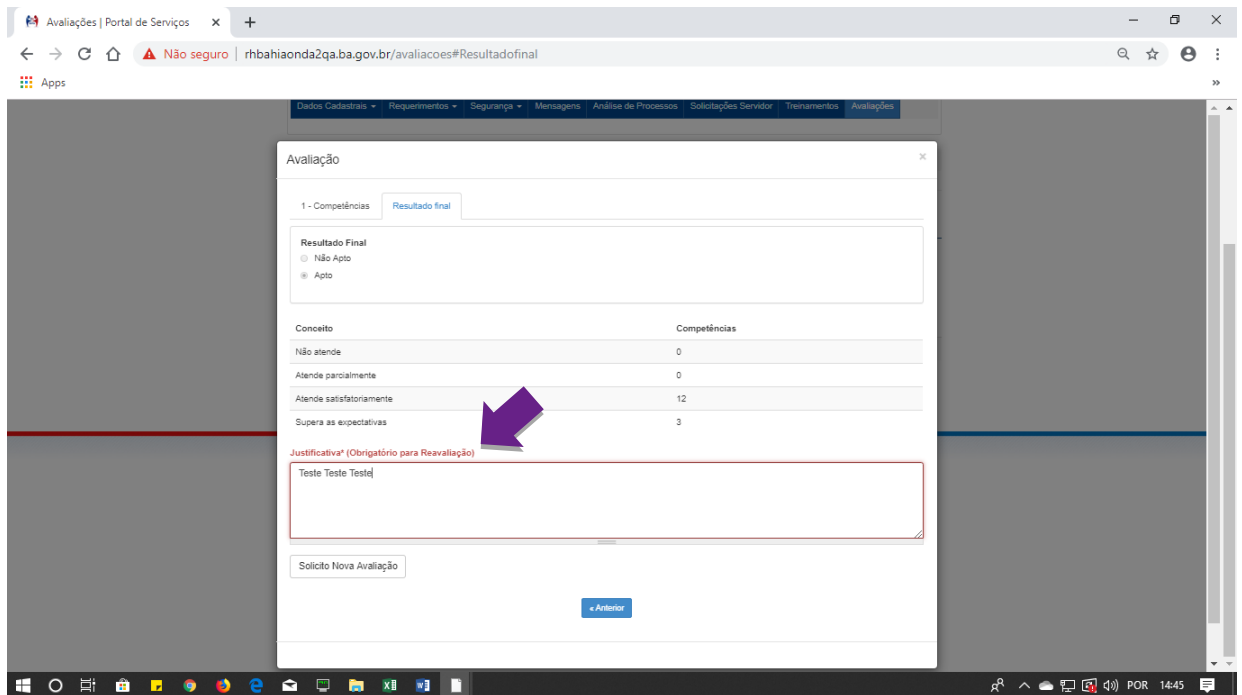 Avaliações | Portal de Serviços
Não seguro | rhbahiaonda2qa.ba.gov.br/avaliacoes#Resultadofinal
Apps
Dados Cadastrais Requerimentos Segurança Mensagens Análise de Processos Solicitações Servidor Treinamentos Avaliações
Avaliação
1 - Competências Resultado final
Resultado Final
Não Apto
Apto
Conceito Competências
Não atende 0
Atende parcialmente 0
Atende satisfatoriamente 12
Supera as expectativas 3
Justificativa* (Obrigatório para Reavaliação)
Teste Teste Teste
Solicito Nova Avaliação
« Anterior
POR 14:45